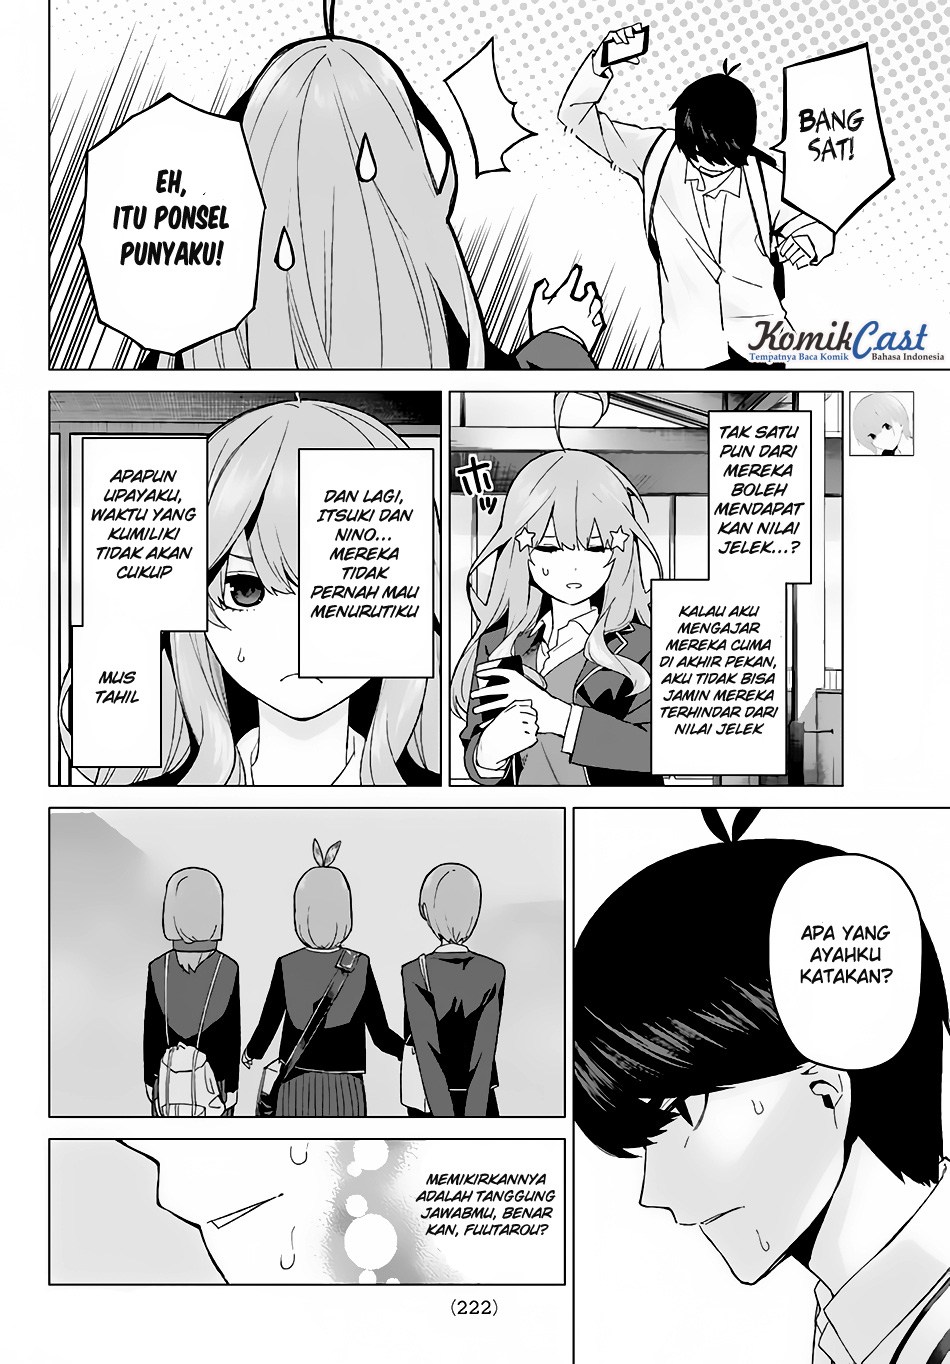 BANG
SAT!
EH,
ITU PONSEL
PUNYAKU!
KomikCast
Tempatnya Baca Komik Bahasa Indonesia
TAK SATU
PUN DARI
MEREKA
BOLEH
MENDAPAT
KAN NILAI
JELEK...?
ホッ
KALAU AKU
MENGAJAR
MEREKA CUMA
DI AKHIR PEKAN,
AKU TIDAK BISA
JAMIN MEREKA
TERHINDAR DARI
NILAI JELEK
DAN LAGI,
ITSUKI DAN
NINO...
MEREKA
TIDAK
PERNAH MAU
MENURUTIKU
APAPUN
UPAYAKU,
WAKTU YANG
KUMILIKI
TIDAK AKAN
CUKUP
MUS
TAHIL
APA YANG
AYAHKU
KATAKAN?
MEMIKIRKANNYA
ADALAH TANGGUNG
JAWABMU, BENAR
KAN, FUUTAROU?
(222)